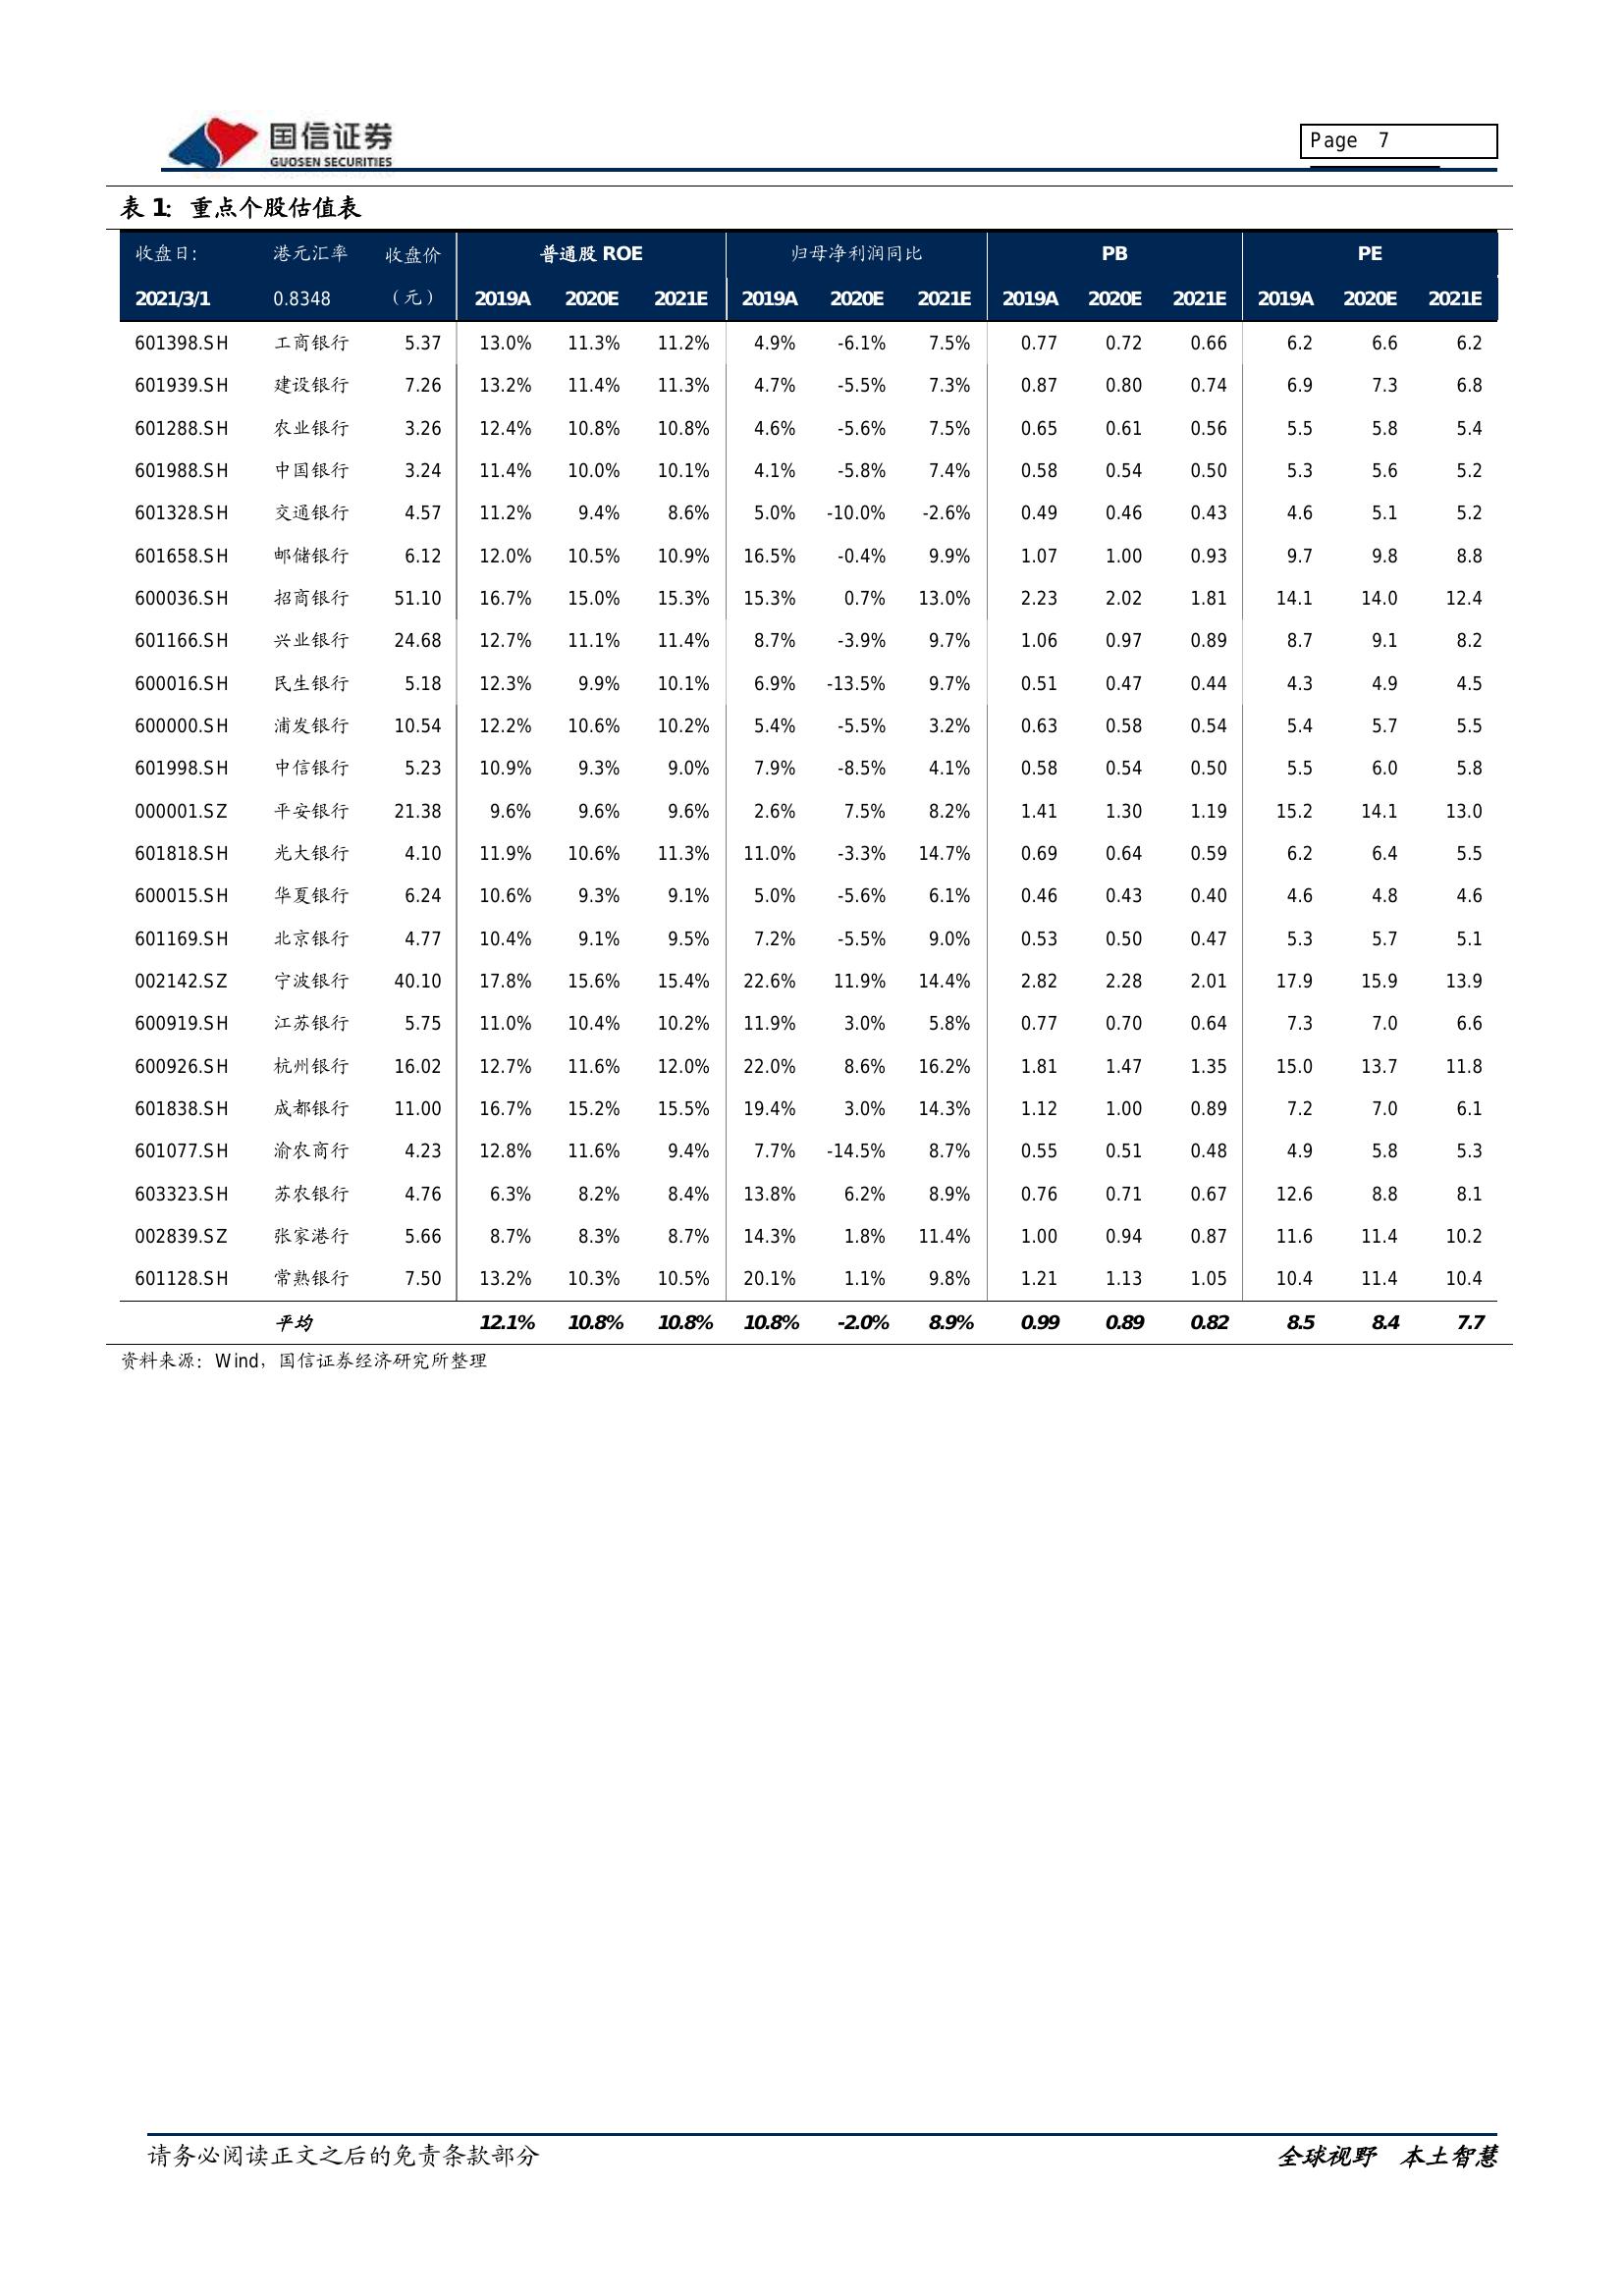 国信证券
GUOSEN SECURITIES
Page 7
表 1：重点个股估值表
收盘日： 港元汇率 收盘价 普通股 ROE 归母净利润同比 PB PE
2021/3/1 0.8348 （元） 2019A 2020E 2021E 2019A 2020E 2021E 2019A 2020E 2021E 2019A 2020E 2021E
601398.SH 工商银行 5.37 13.0% 11.3% 11.2% 4.9% -6.1% 7.5% 0.77 0.72 0.66 6.2 6.6 6.2
601939.SH 建设银行 7.26 13.2% 11.4% 11.3% 4.7% -5.5% 7.3% 0.87 0.80 0.74 6.9 7.3 6.8
601288.SH 农业银行 3.26 12.4% 10.8% 10.8% 4.6% -5.6% 7.5% 0.65 0.61 0.56 5.5 5.8 5.4
601988.SH 中国银行 3.24 11.4% 10.0% 10.1% 4.1% -5.8% 7.4% 0.58 0.54 0.50 5.3 5.6 5.2
601328.SH 交通银行 4.57 11.2% 9.4% 8.6% 5.0% -10.0% -2.6% 0.49 0.46 0.43 4.6 5.1 5.2
601658.SH 邮储银行 6.12 12.0% 10.5% 10.9% 16.5% -0.4% 9.9% 1.07 1.00 0.93 9.7 9.8 8.8
600036.SH 招商银行 51.10 16.7% 15.0% 15.3% 15.3% 0.7% 13.0% 2.23 2.02 1.81 14.1 14.0 12.4
601166.SH 兴业银行 24.68 12.7% 11.1% 11.4% 8.7% -3.9% 9.7% 1.06 0.97 0.89 8.7 9.1 8.2
600016.SH 民生银行 5.18 12.3% 9.9% 10.1% 6.9% -13.5% 9.7% 0.51 0.47 0.44 4.3 4.9 4.5
600000.SH 浦发银行 10.54 12.2% 10.6% 10.2% 5.4% -5.5% 3.2% 0.63 0.58 0.54 5.4 5.7 5.5
601998.SH 中信银行 5.23 10.9% 9.3% 9.0% 7.9% -8.5% 4.1% 0.58 0.54 0.50 5.5 6.0 5.8
000001.SZ 平安银行 21.38 9.6% 9.6% 9.6% 2.6% 7.5% 8.2% 1.41 1.30 1.19 15.2 14.1 13.0
601818.SH 光大银行 4.10 11.9% 10.6% 11.3% 11.0% -3.3% 14.7% 0.69 0.64 0.59 6.2 6.4 5.5
600015.SH 华夏银行 6.24 10.6% 9.3% 9.1% 5.0% -5.6% 6.1% 0.46 0.43 0.40 4.6 4.8 4.6
601169.SH 北京银行 4.77 10.4% 9.1% 9.5% 7.2% -5.5% 9.0% 0.53 0.50 0.47 5.3 5.7 5.1
002142.SZ 宁波银行 40.10 17.8% 15.6% 15.4% 22.6% 11.9% 14.4% 2.82 2.28 2.01 17.9 15.9 13.9
600919.SH 江苏银行 5.75 11.0% 10.4% 10.2% 11.9% 3.0% 5.8% 0.77 0.70 0.64 7.3 7.0 6.6
600926.SH 杭州银行 16.02 12.7% 11.6% 12.0% 22.0% 8.6% 16.2% 1.81 1.47 1.35 15.0 13.7 11.8
601838.SH 成都银行 11.00 16.7% 15.2% 15.5% 19.4% 3.0% 14.3% 1.12 1.00 0.89 7.2 7.0 6.1
601077.SH 渝农商行 4.23 12.8% 11.6% 9.4% 7.7% -14.5% 8.7% 0.55 0.51 0.48 4.9 5.8 5.3
603323.SH 苏农银行 4.76 6.3% 8.2% 8.4% 13.8% 6.2% 8.9% 0.76 0.71 0.67 12.6 8.8 8.1
002839.SZ 张家港行 5.66 8.7% 8.3% 8.7% 14.3% 1.8% 11.4% 1.00 0.94 0.87 11.6 11.4 10.2
601128.SH 常熟银行 7.50 13.2% 10.3% 10.5% 20.1% 1.1% 9.8% 1.21 1.13 1.05 10.4 11.4 10.4
平均 12.1% 10.8% 10.8% 10.8% -2.0% 8.9% 0.99 0.89 0.82 8.5 8.4 7.7
资料来源：Wind，国信证券经济研究所整理
请务必阅读正文之后的免责条款部分 全球视野 本土智慧